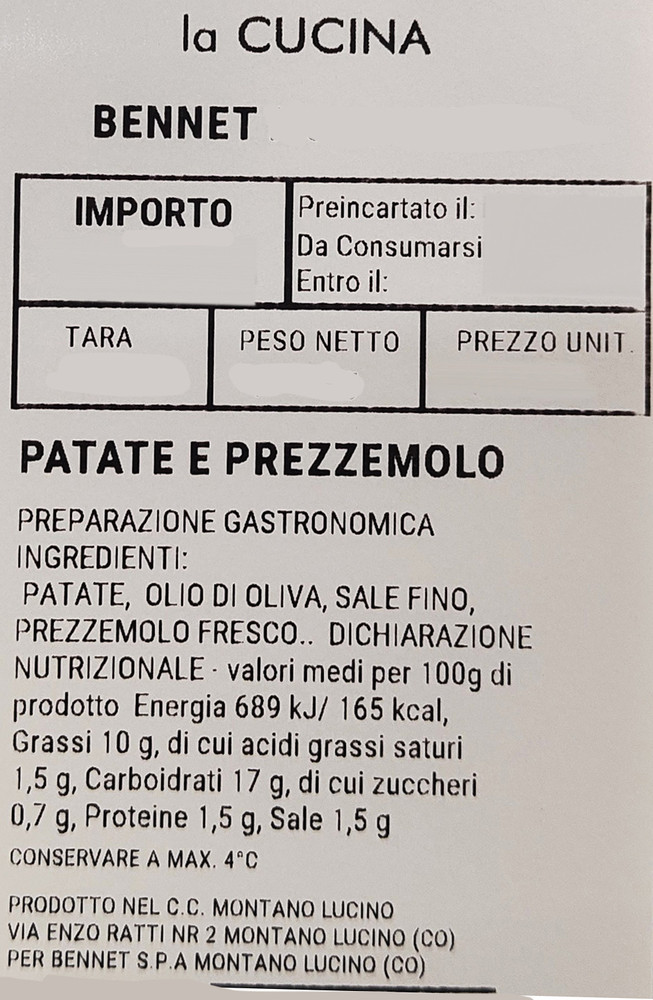 la CUCINA
BENNET
IMPORTO
Preincartato il:
Da Consumarsi
Entro il:
TARA
PESO NETTO
PREZZO UNIT.
PATATE E PREZZEMOLO
PREPARAZIONE GASTRONOMICA
INGREDIENTI:
PATATE, OLIO DI OLIVA, SALE FINO,
PREZZEMOLO FRESCO.. DICHIARAZIONE
NUTRIZIONALE - valori medi per 100g di
prodotto Energia 689 kJ/ 165 kcal,
Grassi 10 g, di cui acidi grassi saturi
1,5 g, Carboidrati 17 g, di cui zuccheri
0,7 g, Proteine 1,5 g, Sale 1,5 g
CONSERVARE A MAX. 4°C
PRODOTTO NEL C.C. MONTANO LUCINO
VIA ENZO RATTI NR 2 MONTANO LUCINO (CO)
PER BENNET S.P.A MONTANO LUCINO (CO)